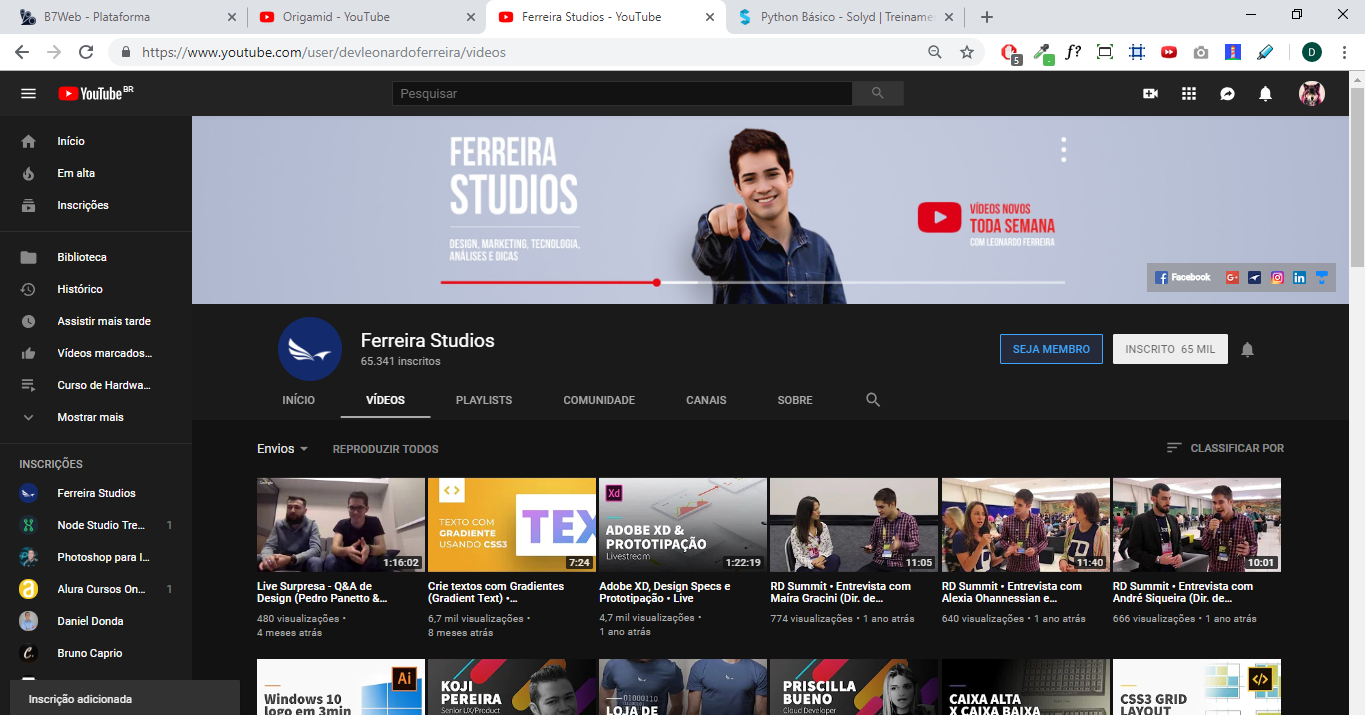 B7Web - Plataforma
Origamid - YouTube
Ferreira Studios - YouTube
Python Básico - Solyd | Treiname
https://www.youtube.com/user/devleonardoferreira/videos
5
f?
D
YouTube BR
Pesquisar
Início
Em alta
Inscrições
Biblioteca
Histórico
Assistir mais tarde
Vídeos marcados...
Curso de Hardwa...
Mostrar mais
INSCRIÇÕES
Ferreira Studios
Node Studio Tre... 1
Photoshop para I...
Alura Cursos On... 1
Daniel Donda
Bruno Caprio
Inscrição adicionada
FERREIRA
STUDIOS
DESIGN, MARKETING, TECNOLOGIA,
ANÁLISES E DICAS
VÍDEOS NOVOS
TODA SEMANA
COM LEONARDO FERREIRA
Facebook
Ferreira Studios
65.341 inscritos
SEJA MEMBRO
INSCRITO 65 MIL
INÍCIO VÍDEOS PLAYLISTS COMUNIDADE CANAIS SOBRE
Envios REPRODUZIR TODOS
CLASSIFICAR POR
1:16:02
Live Surpresa - Q&A de
Design (Pedro Panetto &...
480 visualizações •
4 meses atrás
TEXTO COM
GRADIENTE
USANDO CSS3
TEX
7:24
Crie textos com Gradientes
(Gradient Text) •...
6,7 mil visualizações •
8 meses atrás
Xd
ADOBE XD &
PROTOTIPAÇÃO
Livestream
1:22:19
Adobe XD, Design Specs e
Prototipação • Live
4,7 mil visualizações •
1 ano atrás
11:05
RD Summit • Entrevista com
Maíra Gracini (Dir. de...
774 visualizações • 1 ano atrás
11:40
RD Summit • Entrevista com
Alexia Ohannessian e...
640 visualizações • 1 ano atrás
10:01
RD Summit • Entrevista com
André Siqueira (Dir. de...
666 visualizações • 1 ano atrás
Ai
Windows 10
logo em 3min
KOJI
PEREIRA
Senior UX/Product
LOJA DE
PRISCILLA
BUENO
Cloud Developer
CAIXA ALTA
X CAIXA BAIXA
CSS3 GRID
LAYOUT